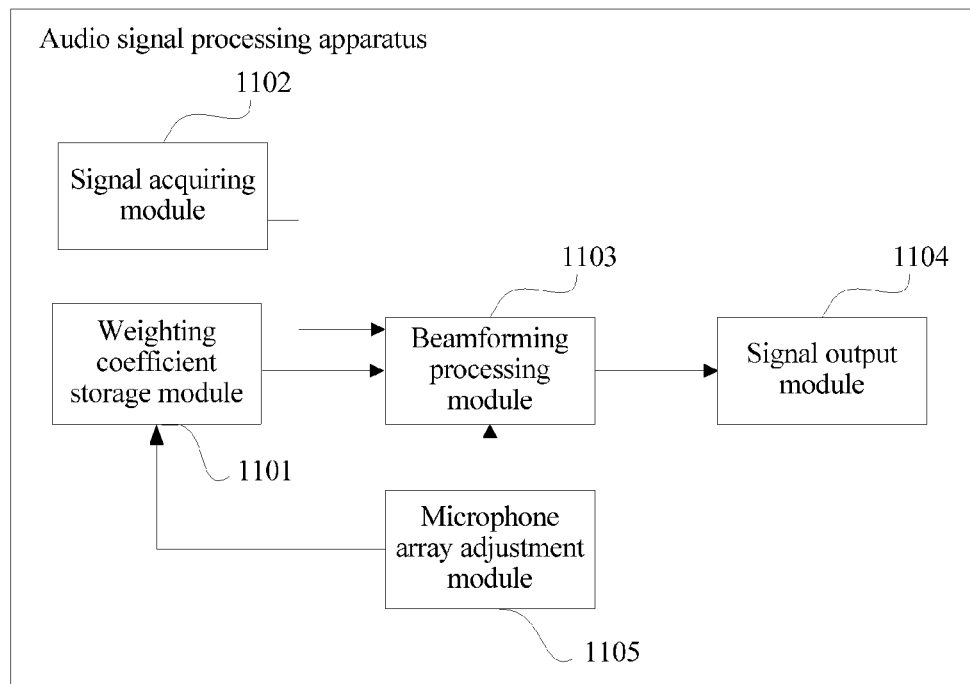 Audio signal processing apparatus
1102
Signal acquiring
module
1103
1104
Weighting
coefficient
storage module
Beamforming
processing
module
Signal output
module
1101
Microphone
array adjustment
module
1105